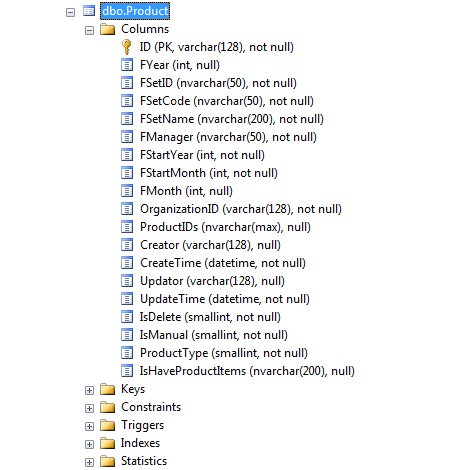 dbo.Product
Columns
ID (PK, varchar(128), not null)
FYear (int, null)
FSetID (nvarchar(50), not null)
FSetCode (nvarchar(50), not null)
FSetName (nvarchar(200), not null)
FManager (nvarchar(50), not null)
FStartYear (int, not null)
FStartMonth (int, not null)
FMonth (int, null)
OrganizationID (varchar(128), not null)
ProductIDs (nvarchar(max), null)
Creator (varchar(128), null)
CreateTime (datetime, not null)
Updator (varchar(128), null)
UpdateTime (datetime, not null)
IsDelete (smallint, not null)
IsManual (smallint, not null)
ProductType (smallint, not null)
IsHaveProductItems (nvarchar(200), null)
Keys
Constraints
Triggers
Indexes
Statistics